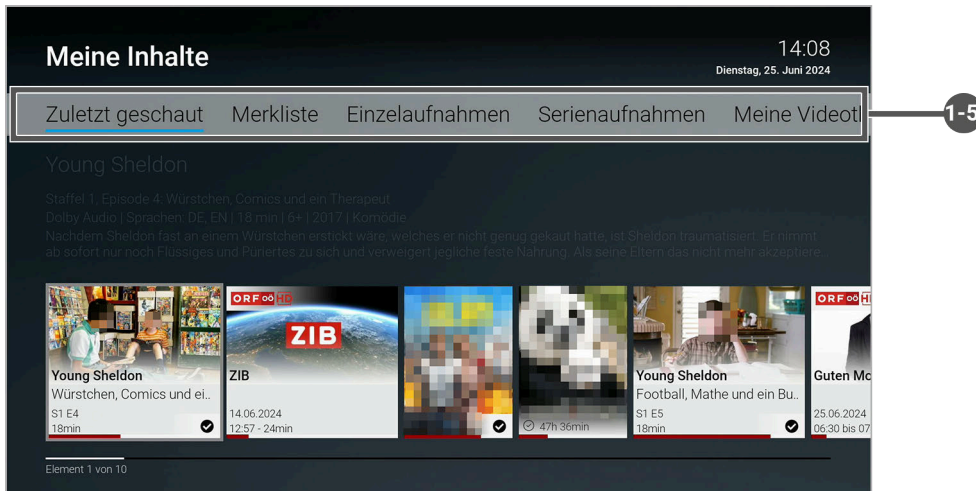 Meine Inhalte
14:08
Dienstag, 25. Juni 2024
Zuletzt geschaut Merkliste Einzelaufnahmen Serienaufnahmen Meine Videotl
1-5
Young Sheldon
Staffel 1, Episode 4: Würstchen, Comics und ein Therapeut
Dolby Audio | Sprachen: DE, EN | 18 min | 6+ | 2017 | Komödie
Nachdem Sheldon fast an einem Würstchen erstickt wäre, welches er nicht genug gekaut hatte, ist Sheldon traumatisiert. Er nimmt
ab sofort nur noch Flüssiges und Püriertes zu sich und verweigert jegliche feste Nahrung. Als seine Eltern das nicht mehr akzeptiere..
Young Sheldon
Würstchen, Comics und ei..
S1 E4
18min
ORF OÖ HD
ZIB
ZIB
14.06.2024
12:57 - 24min
47h 36min
Young Sheldon
Football, Mathe und ein Bu..
S1 E5
18min
ORF OÖ H
Guten Mo
25.06.2024
06:30 bis 07
Element 1 von 10